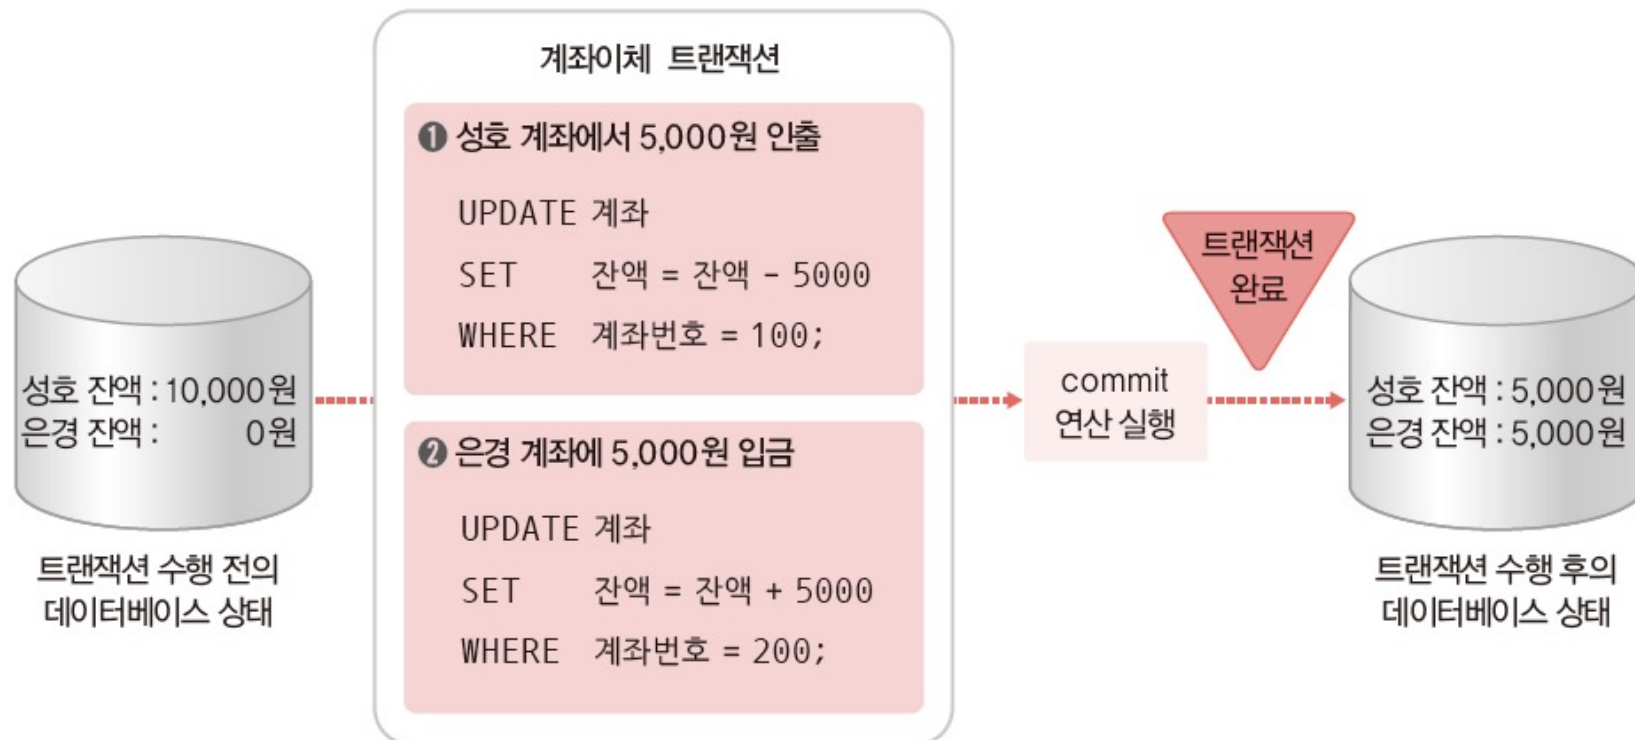 계좌이체 트랜잭션
❶ 성호 계좌에서 5,000원 인출
UPDATE 계좌
SET 잔액 = 잔액 - 5000
WHERE 계좌번호 = 100;
❷ 은경 계좌에 5,000원 입금
UPDATE 계좌
SET 잔액 = 잔액 + 5000
WHERE 계좌번호 = 200;
성호 잔액 : 10,000원
은경 잔액 : 0원
트랜잭션 수행 전의
데이터베이스 상태
commit
연산 실행
트랜잭션
완료
성호 잔액 : 5,000원
은경 잔액 : 5,000원
트랜잭션 수행 후의
데이터베이스 상태